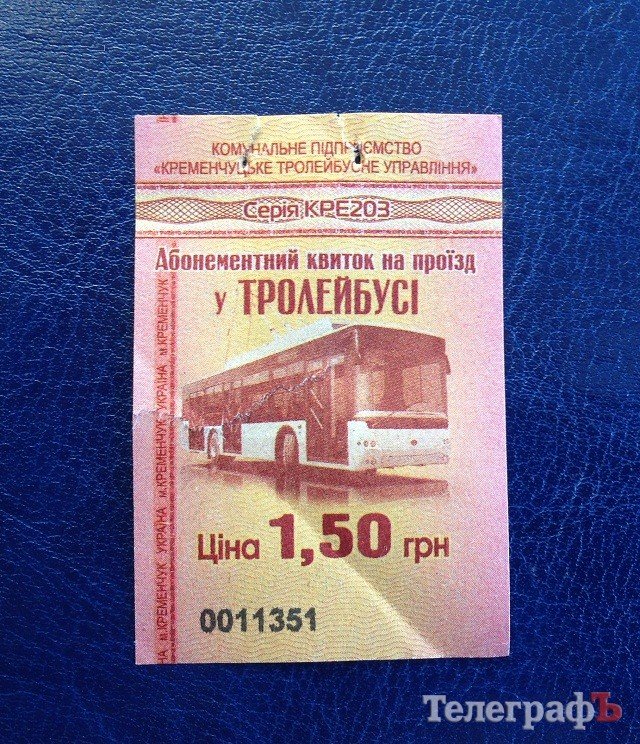 КОМУНАЛЬНЕ ПІДПРИЄМСТВО
«КРЕМЕНЧУЦЬКЕ ТРОЛЕЙБУСНЕ УПРАВЛІННЯ»
Серія КРЕ203
Абонементний квиток на проїзд
у ТРОЛЕЙБУСІ
Ціна 1,50 грн
0011351
НА м.КРЕМЕНЧУК УКРАЇНА м.КРЕМЕНЧУК УКРАЇНА м.КРЕМЕНЧУК
ТелеграфЪ